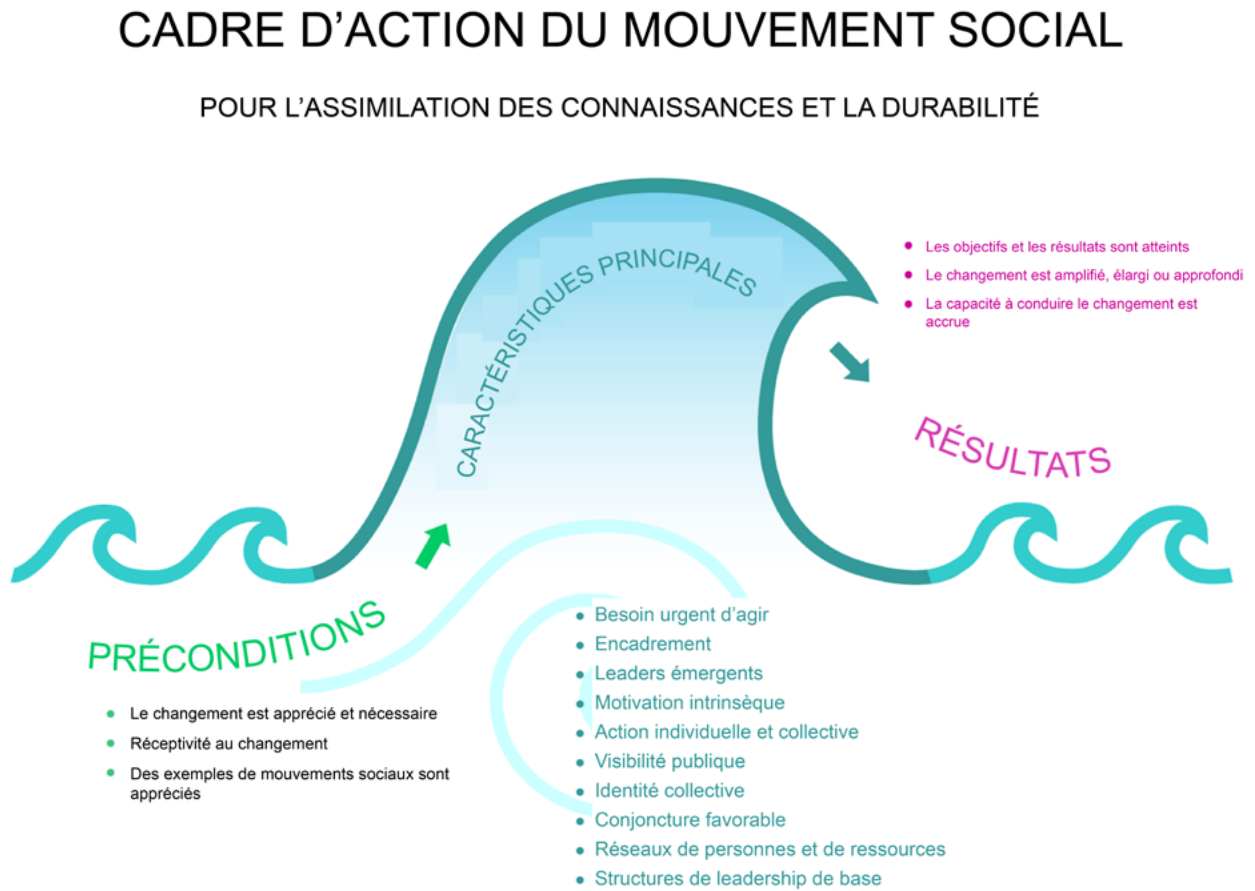 CADRE D’ACTION DU MOUVEMENT SOCIAL
POUR L’ASSIMILATION DES CONNAISSANCES ET LA DURABILITÉ
PRÉCONDITIONS
• Le changement est apprécié et nécessaire
• Réceptivité au changement
• Des exemples de mouvements sociaux sont
appréciés
CARACTÉRISTIQUES PRINCIPALES
• Besoin urgent d’agir
• Encadrement
• Leaders émergents
• Motivation intrinsèque
• Action individuelle et collective
• Visibilité publique
• Identité collective
• Conjoncture favorable
• Réseaux de personnes et de ressources
• Structures de leadership de base
• Les objectifs et les résultats sont atteints
• Le changement est amplifié, élargi ou approfondi
• La capacité à conduire le changement est
accrue
RÉSULTATS